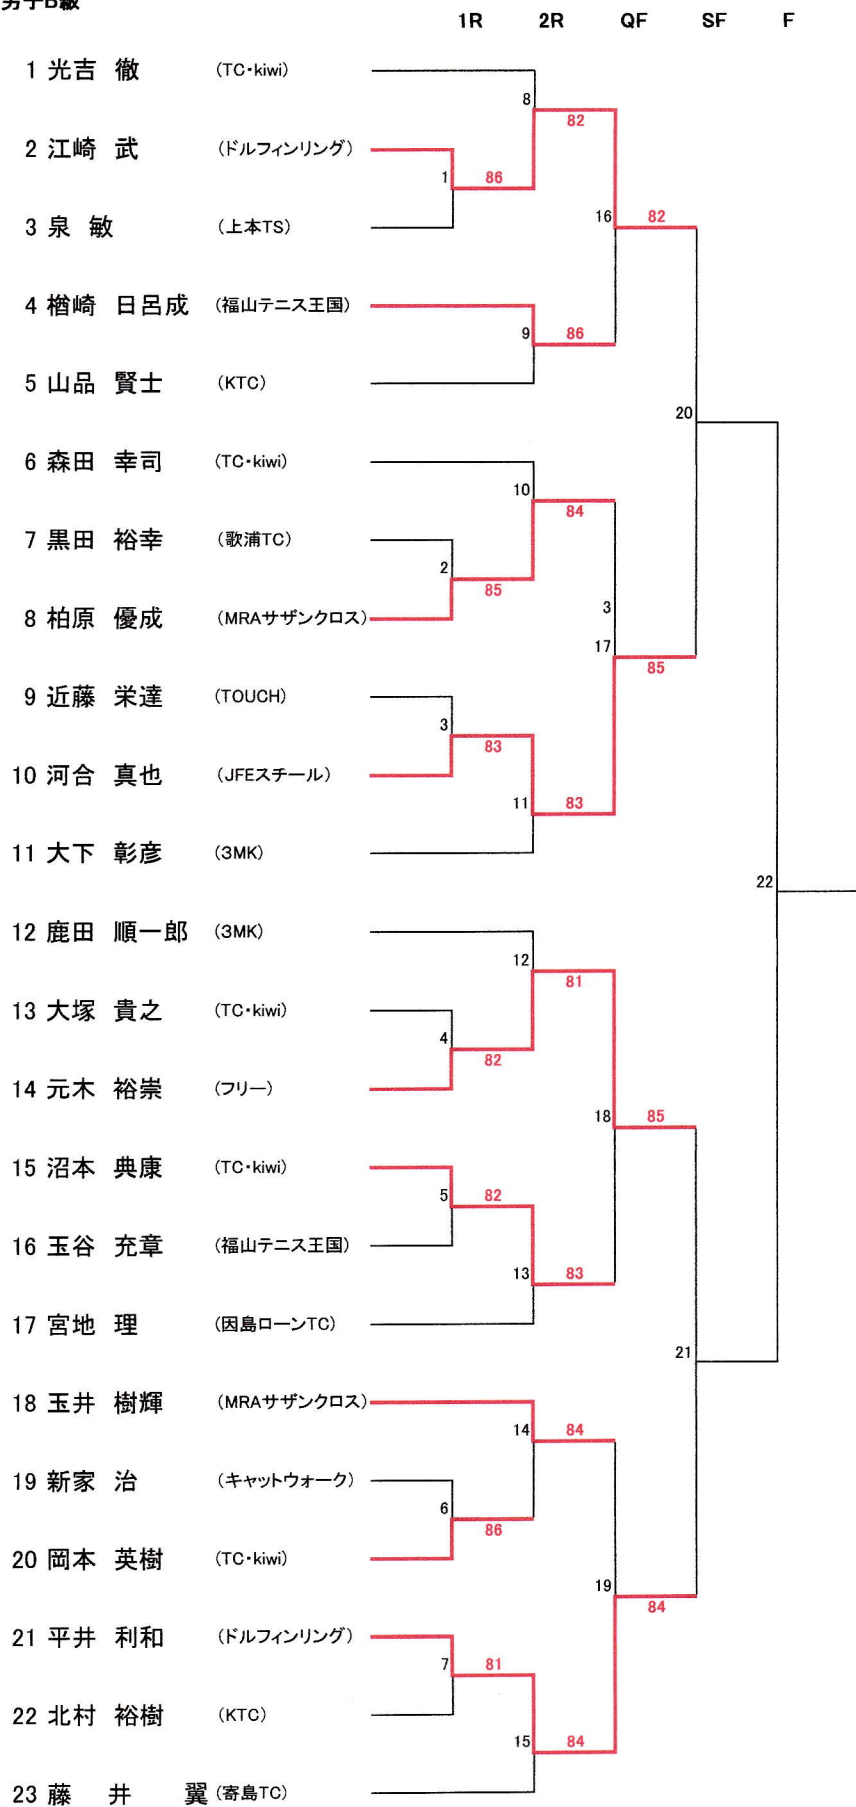 男子B級
1R 2R QF SF F
1 光吉 徹 (TC・kiwi)
8
82
2 江崎 武 (ドルフィンリング)
1 86
16 82
3 泉 敏 (上本TS)
4 楢崎 日呂成 (福山テニス王国)
9 86
5 山品 賢士 (KTC)
20
6 森田 幸司 (TC・kiwi)
10
84
7 黒田 裕幸 (歌浦TC)
2
85
3
8 柏原 優成 (MRAサザンクロス)
17
85
9 近藤 栄達 (TOUCH)
3
83
10 河合 真也 (JFEスチール)
11 83
11 大下 彰彦 (3MK)
22
12 鹿田 順一郎 (3MK)
12
81
13 大塚 貴之 (TC・kiwi)
4
82
14 元木 裕崇 (フリー)
18 85
15 沼本 典康 (TC・kiwi)
5 82
16 玉谷 充章 (福山テニス王国)
13 83
17 宮地 理 (因島ローンTC)
21
18 玉井 樹輝 (MRAサザンクロス)
14 84
19 新家 治 (キャットウォーク)
6
86
20 岡本 英樹 (TC・kiwi)
19
84
21 平井 利和 (ドルフィンリング)
7 81
22 北村 裕樹 (KTC)
15 84
23 藤 井 翼 (寄島TC)